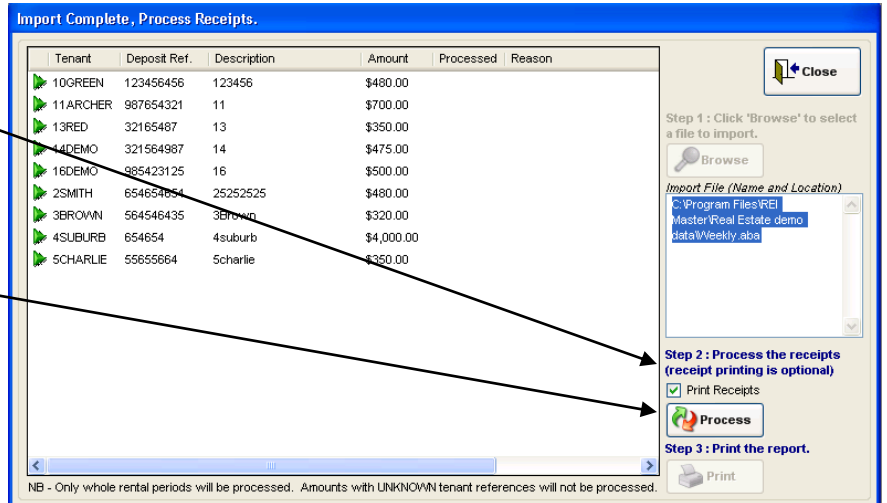 Import Complete, Process Receipts.
Tenant Deposit Ref. Description Amount Processed Reason
10GREEN 123456456 123456 $480.00
11ARCHER 987654321 11 $700.00
13RED 32165487 13 $350.00
14DEMO 321564987 14 $475.00
16DEMO 985423125 16 $500.00
2SMITH 654654654 25252525 $480.00
3BROWN 564546435 3Brown $320.00
4SUBURB 654654 4suburb $4,000.00
5CHARLIE 55655664 5charlie $350.00
NB - Only whole rental periods will be processed. Amounts with UNKNOWN tenant references will not be processed.
Close
Step 1 : Click 'Browse' to select
a file to import.
Browse
Import File (Name and Location)
C:\Program Files\REI
Master\Real Estate demo
data\Weekly.aba
Step 2 : Process the receipts
(receipt printing is optional)
Print Receipts
Process
Step 3 : Print the report.
Print